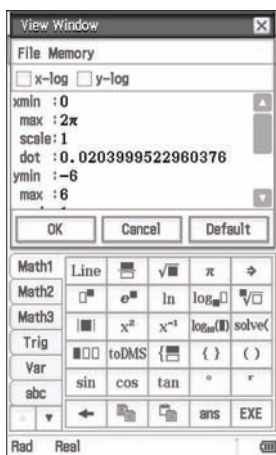 View Window
File Memory
x-log y-log
xmin :0
max :2π
scale:1
dot :0.0203999522960376
ymin :-6
max :6
OK Cancel Default
Math1 Line √■ π ⇒
Math2 e■ ln log■□
Math3 |■| x² x⁻¹ log₁₀(■) solve(
Trig toDMS { } ( )
Var sin cos tan ° r
abc
ans EXE
Rad Real